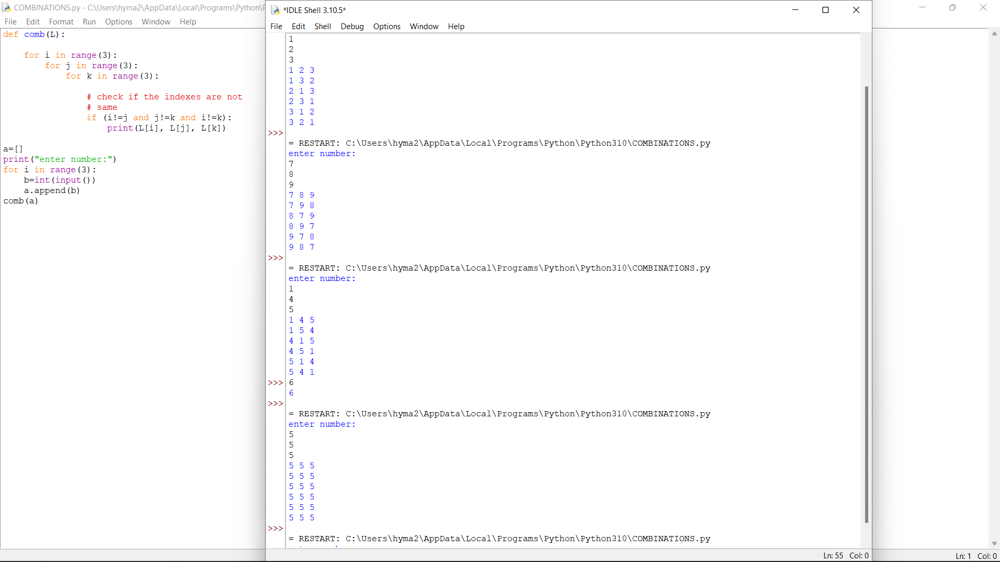 COMBINATIONS.py - C:\Users\hyma2\AppData\Local\Programs\Python\
File Edit Format Run Options Window Help
def comb(L):
for i in range(3):
for j in range(3):
for k in range(3):
# check if the indexes are not
# same
if (i!=j and j!=k and i!=k):
print(L[i], L[j], L[k])
a=[]
print("enter number:")
for i in range(3):
b=int(input())
a.append(b)
comb(a)
*IDLE Shell 3.10.5*
File Edit Shell Debug Options Window Help
1
2
3
1 2 3
1 3 2
2 1 3
2 3 1
3 1 2
3 2 1
>>>
= RESTART: C:\Users\hyma2\AppData\Local\Programs\Python\Python310\COMBINATIONS.py
enter number:
7
8
9
7 8 9
7 9 8
8 7 9
8 9 7
9 7 8
9 8 7
>>>
= RESTART: C:\Users\hyma2\AppData\Local\Programs\Python\Python310\COMBINATIONS.py
enter number:
1
4
5
1 4 5
1 5 4
4 1 5
4 5 1
5 1 4
5 4 1
>>> 6
6
>>>
= RESTART: C:\Users\hyma2\AppData\Local\Programs\Python\Python310\COMBINATIONS.py
enter number:
5
5
5
5 5 5
5 5 5
5 5 5
5 5 5
5 5 5
5 5 5
>>>
= RESTART: C:\Users\hyma2\AppData\Local\Programs\Python\Python310\COMBINATIONS.py
Ln: 55 Col: 0
Ln: 1 Col: 0